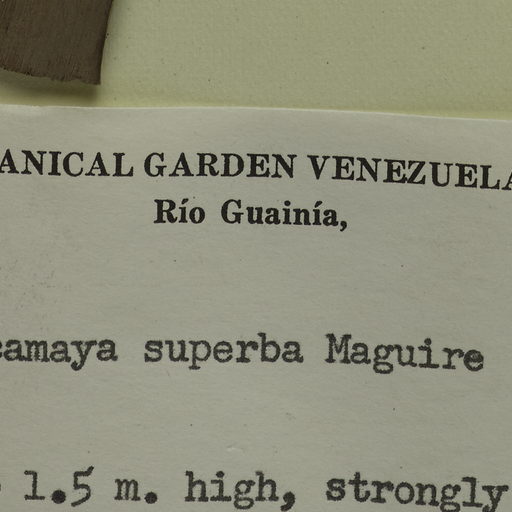 ANICAL GARDEN VENEZUELA
Río Guainía,
camaya superba Maguire
1.5 m. high, strongly